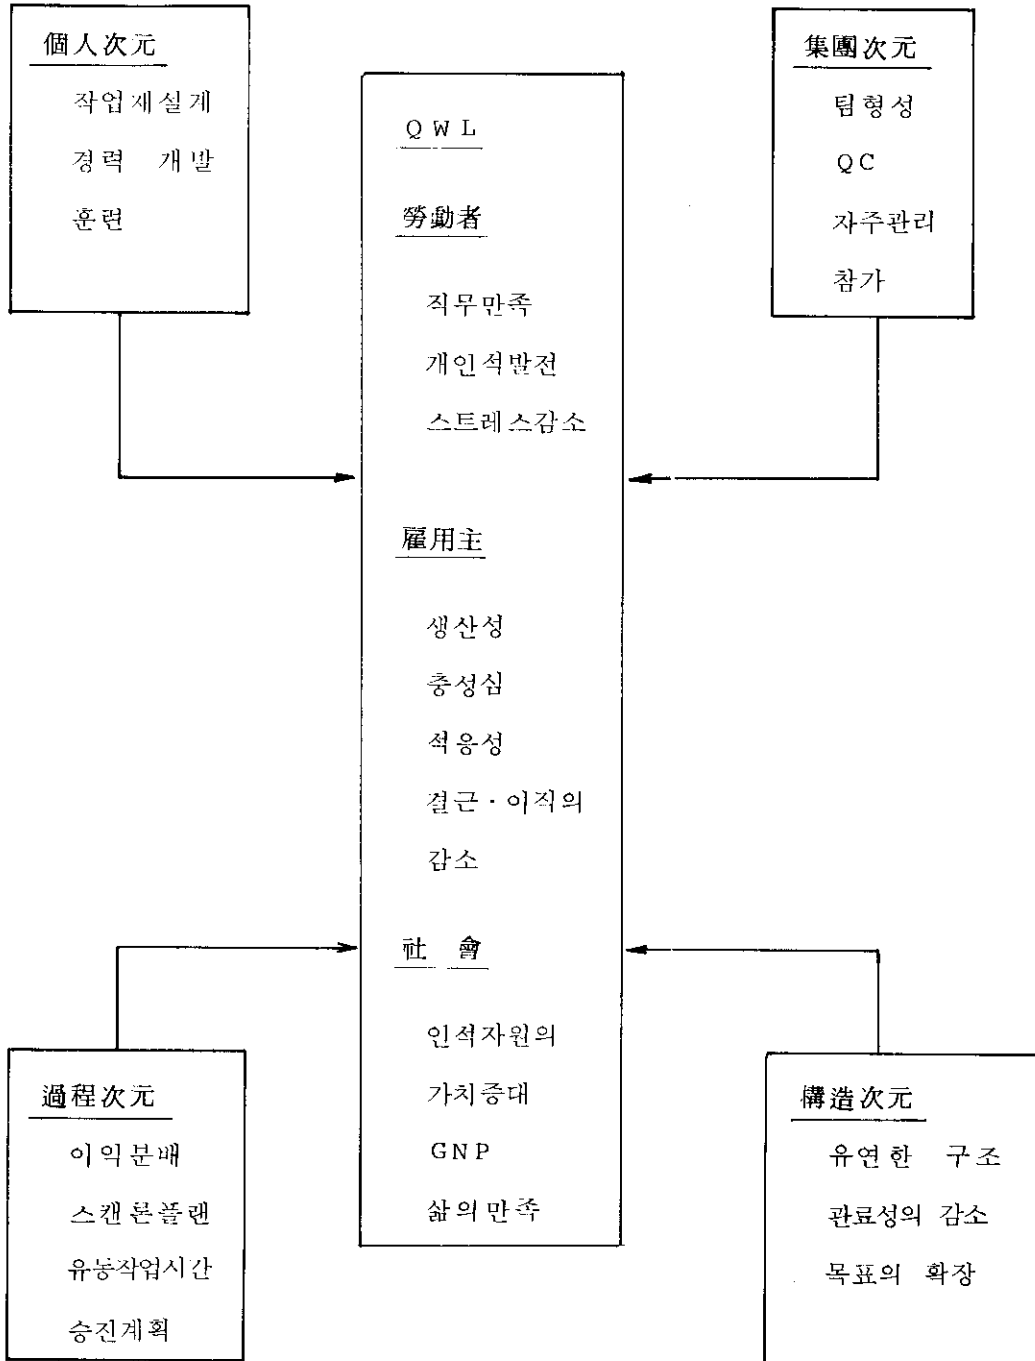 個人次元
작업재설계
경력 개발
훈련
集團次元
팀형성
QC
자주관리
참가
QWL
勞動者
직무만족
개인적발전
스트레스감소
雇用主
생산성
충성심
적응성
결근·이직의
감소
社 會
인적자원의
가치증대
GNP
삶의만족
過程次元
이익분배
스캔론플랜
유동작업시간
승진계획
構造次元
유연한 구조
관료성의 감소
목표의 확장